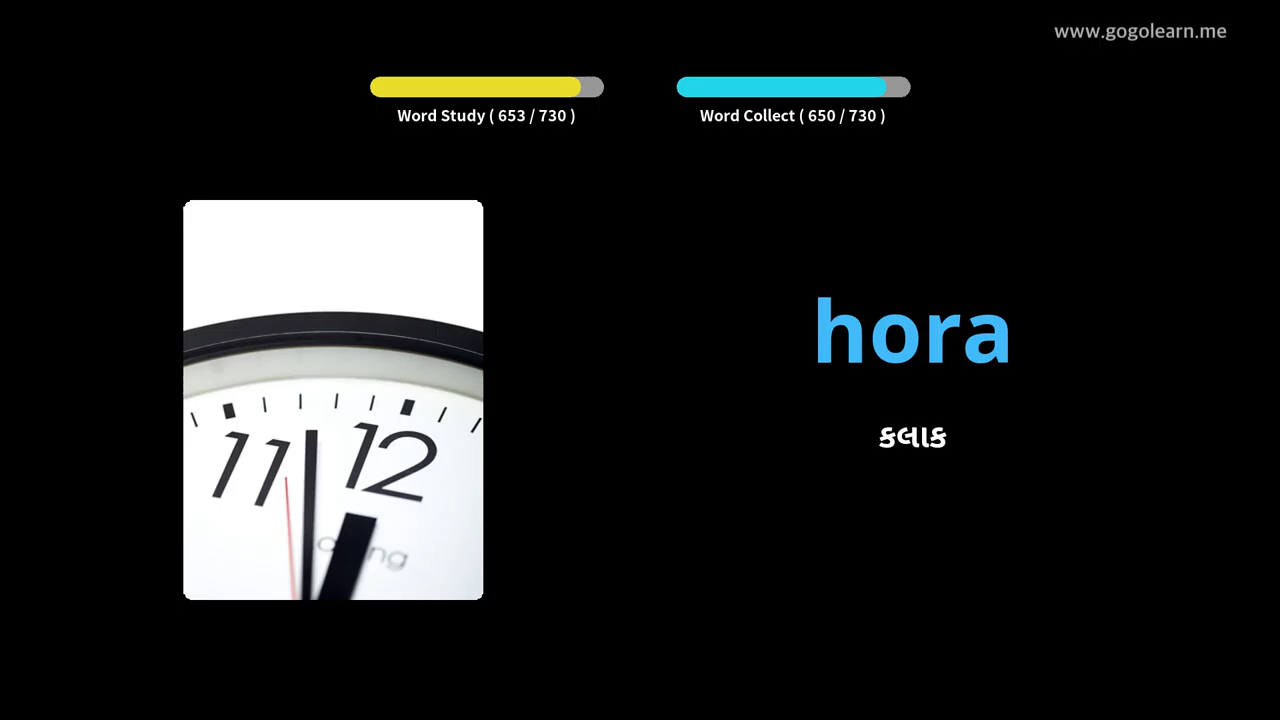 www.gogolearn.me
Word Study ( 653 / 730 )
Word Collect ( 650 / 730 )
hora
કલાક
11 12